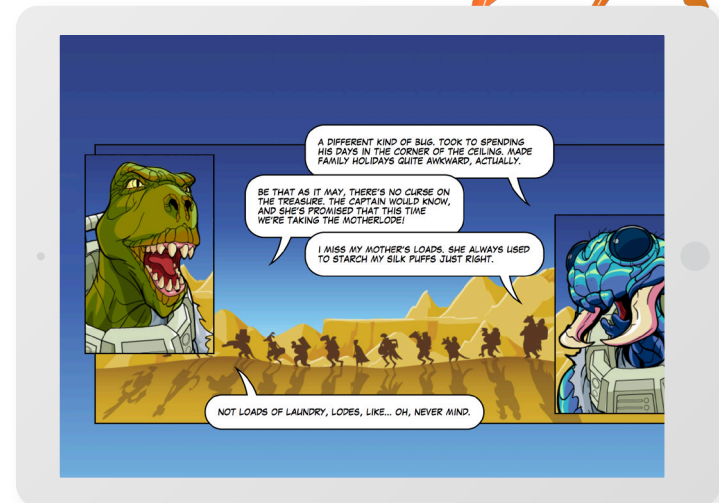 A DIFFERENT KIND OF BUG. TOOK TO SPENDING
HIS DAYS IN THE CORNER OF THE CEILING. MADE
FAMILY HOLIDAYS QUITE AWKWARD, ACTUALLY.
BE THAT AS IT MAY, THERE'S NO CURSE ON
THE TREASURE. THE CAPTAIN WOULD KNOW,
AND SHE'S PROMISED THAT THIS TIME
WE'RE TAKING THE MOTHERLODE!
I MISS MY MOTHER'S LOADS. SHE ALWAYS USED
TO STARCH MY SILK PUFFS JUST RIGHT.
NOT LOADS OF LAUNDRY, LODES, LIKE... OH, NEVER MIND.